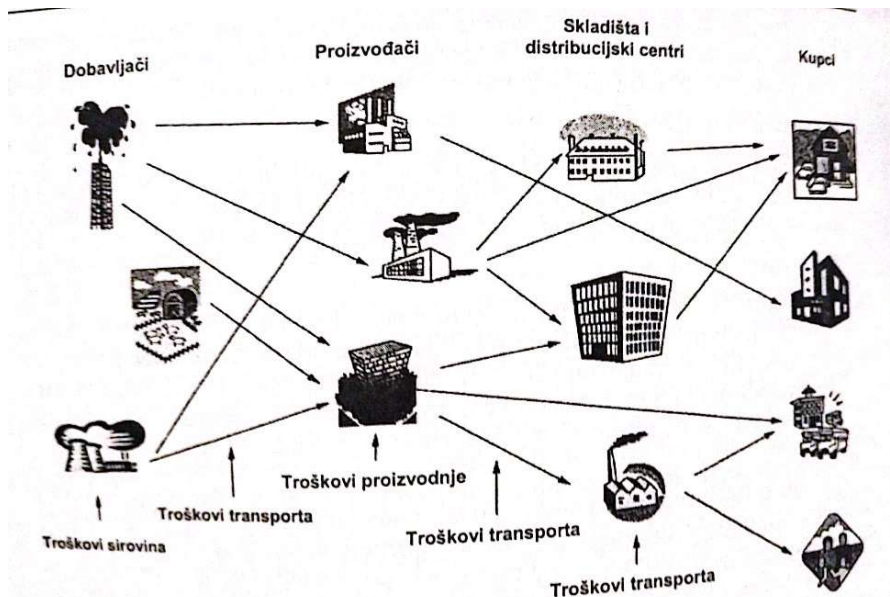 Dobavljači
Proizvođači
Skladišta i
distribucijski centri
Kupci
Troškovi sirovina
Troškovi transporta
Troškovi proizvodnje
Troškovi transporta
Troškovi transporta